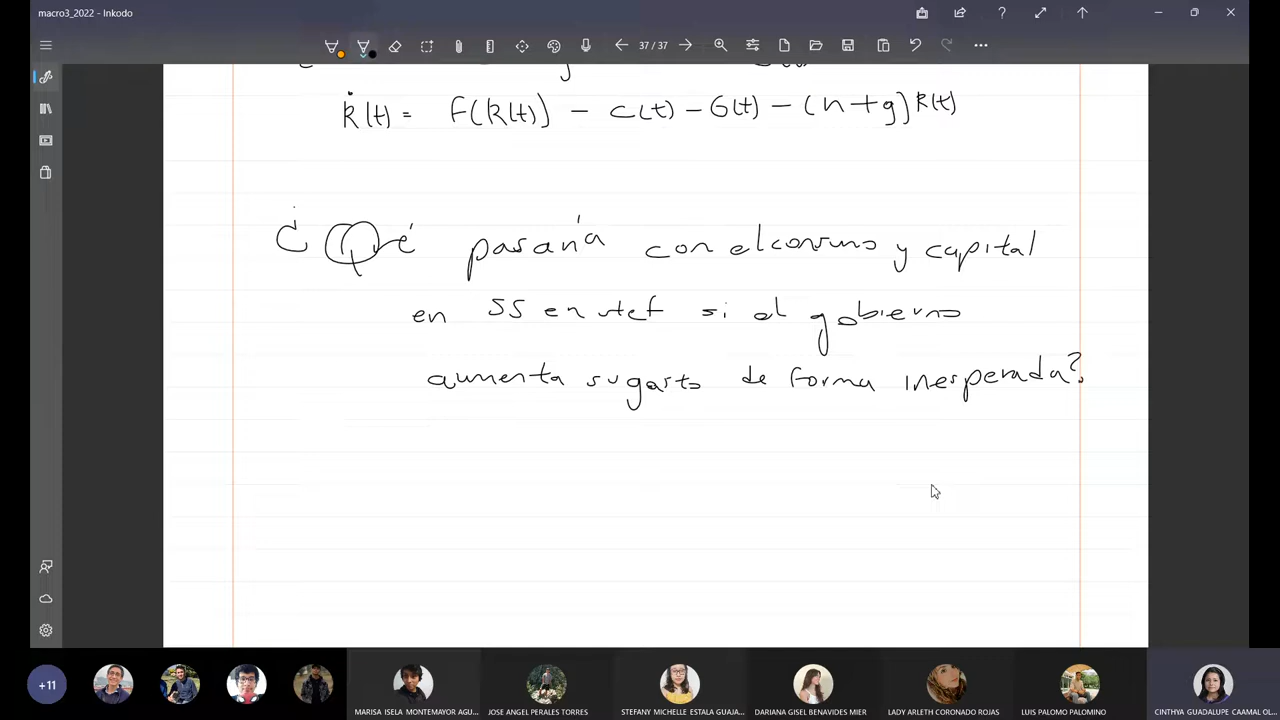 macro3_2022 - Inkodo
37 / 37
k̇(t) = f(k(t)) - c(t) - G(t) - (n+g)k(t)
¿Qué pasaría con el consumo y capital
en SS en utef si el gobierno
aumenta su gasto de forma inesperada?
+11
MARISA ISELA MONTEMAYOR AGU...
JOSE ANGEL PERALES TORRES
STEFANY MICHELLE ESTALA GUAJA...
DARIANA GISEL BENAVIDES MIER
LADY ARLETH CORONADO ROJAS
LUIS PALOMO PALOMINO
CINTHYA GUADALUPE CAAMAL OL...